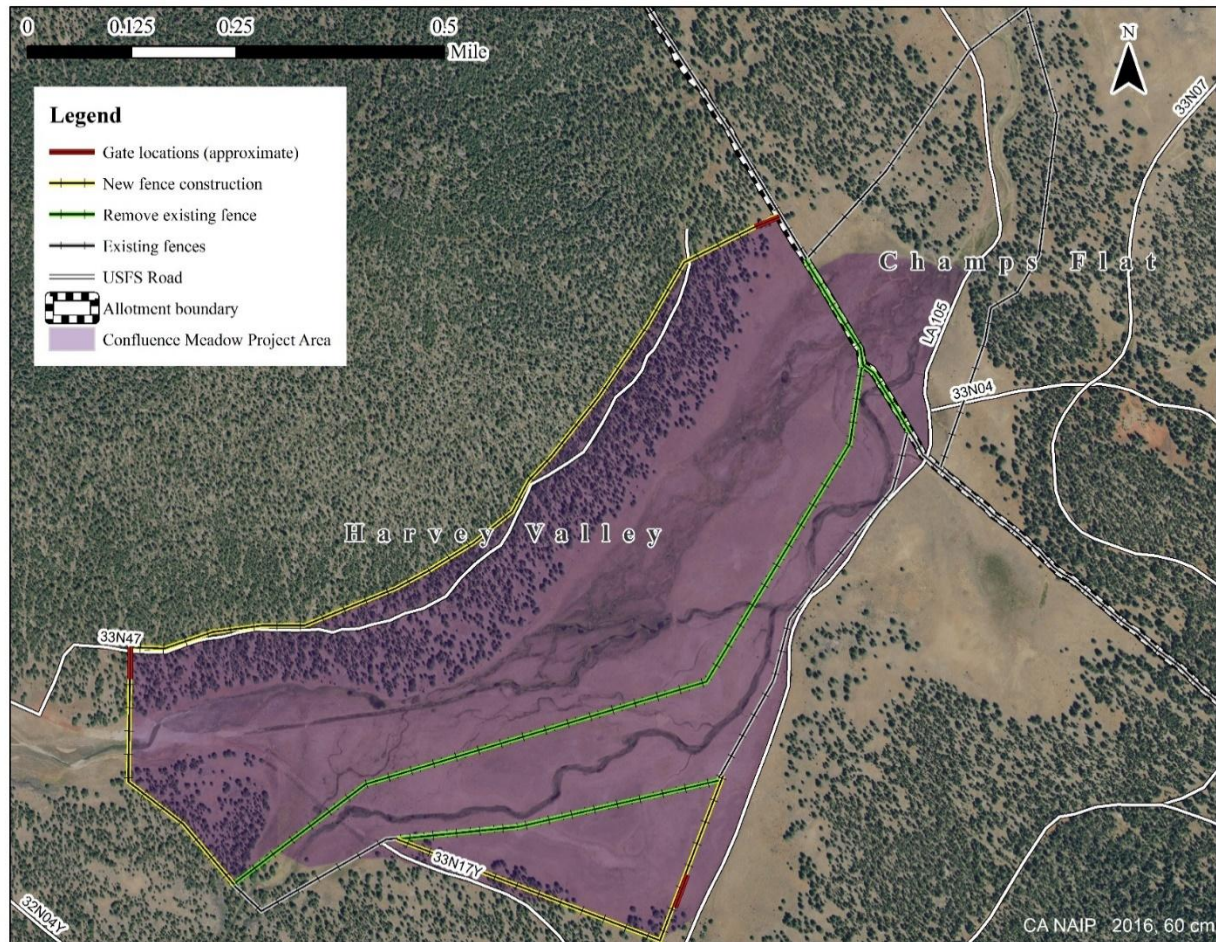 0 0.125 0.25 0.5
Mile
N
Legend
Gate locations (approximate)
New fence construction
Remove existing fence
Existing fences
USFS Road
Allotment boundary
Confluence Meadow Project Area
33N07
Champs Flat
LA 105
33N04
Harvey Valley
33N47
33N17Y
32N04Y
CA NAIP 2016, 60 cm